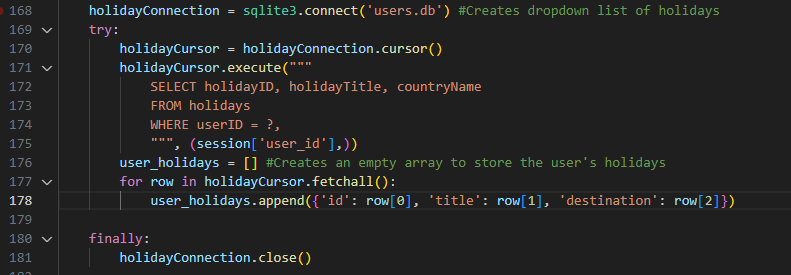 168 holidayConnection = sqlite3.connect('users.db') #Creates dropdown list of holidays
169 try:
170 holidayCursor = holidayConnection.cursor()
171 holidayCursor.execute("""
172 SELECT holidayID, holidayTitle, countryName
173 FROM holidays
174 WHERE userID = ?,
175 """, (session['user_id'],))
176 user_holidays = [] #Creates an empty array to store the user's holidays
177 for row in holidayCursor.fetchall():
178 user_holidays.append({'id': row[0], 'title': row[1], 'destination': row[2]})
179
180 finally:
181 holidayConnection.close()